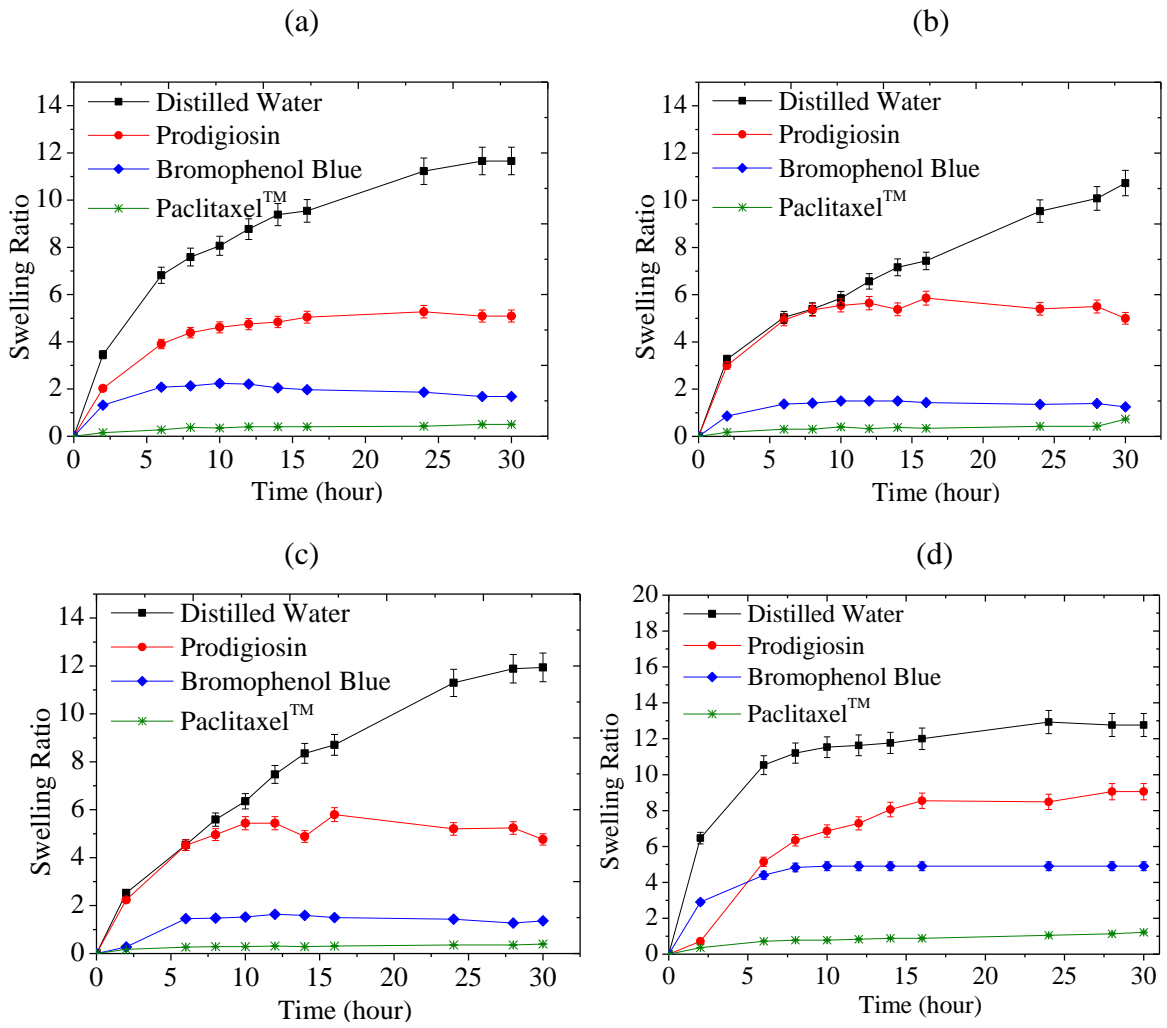 (a)
14
12
10
8
6
4
2
0
Swelling Ratio
Distilled Water
Prodigiosin
Bromophenol Blue
Paclitaxel™
0 5 10 15 20 25 30
Time (hour)
(b)
14
12
10
8
6
4
2
0
Swelling Ratio
Distilled Water
Prodigiosin
Bromophenol Blue
Paclitaxel™
0 5 10 15 20 25 30
Time (hour)
(c)
14
12
10
8
6
4
2
0
Swelling Ratio
Distilled Water
Prodigiosin
Bromophenol Blue
Paclitaxel™
0 5 10 15 20 25 30
Time (hour)
(d)
20
18
16
14
12
10
8
6
4
2
0
Swelling Ratio
Distilled Water
Prodigiosin
Bromophenol Blue
Paclitaxel™
0 5 10 15 20 25 30
Time (hour)